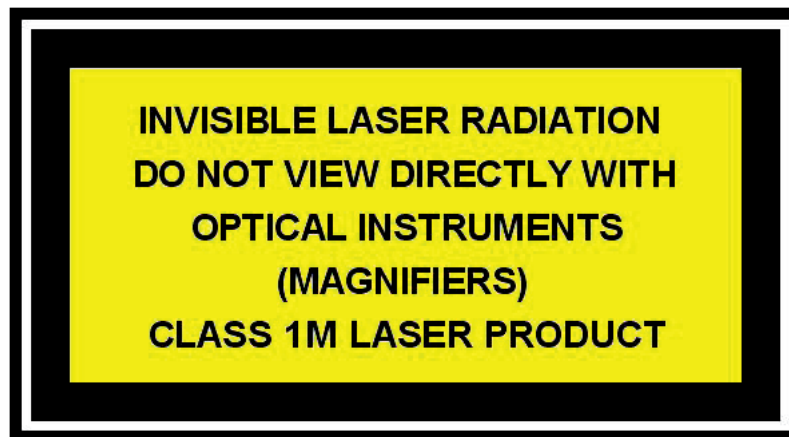 INVISIBLE LASER RADIATION
DO NOT VIEW DIRECTLY WITH
OPTICAL INSTRUMENTS
(MAGNIFIERS)
CLASS 1M LASER PRODUCT